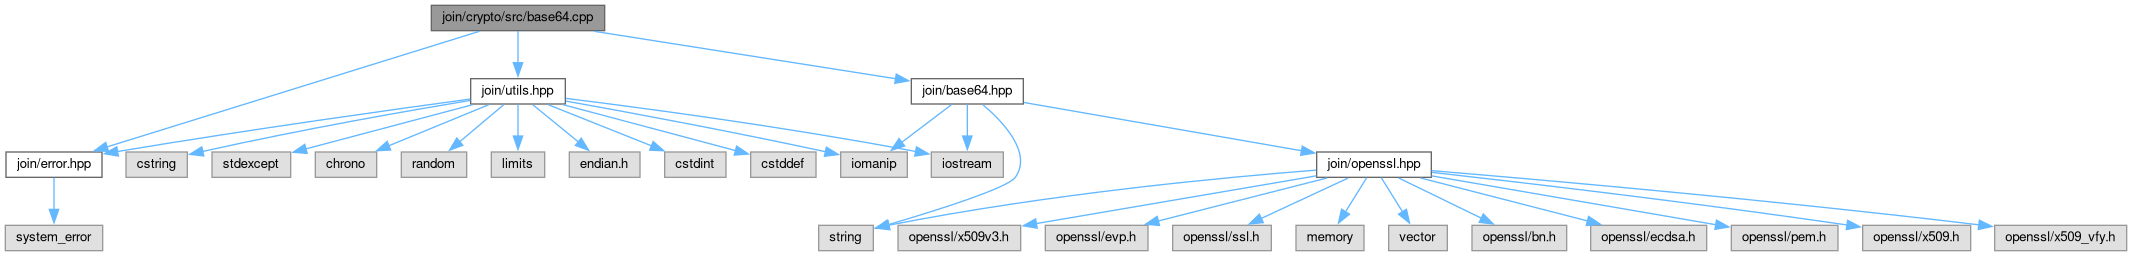 join/crypto/src/base64.cpp
join/utils.hpp
join/base64.hpp
join/error.hpp
cstring
stdexcept
chrono
random
limits
endian.h
cstdint
cstddef
iomanip
iostream
join/openssl.hpp
system_error
string
openssl/x509v3.h
openssl/evp.h
openssl/ssl.h
memory
vector
openssl/bn.h
openssl/ecdsa.h
openssl/pem.h
openssl/x509.h
openssl/x509_vfy.h